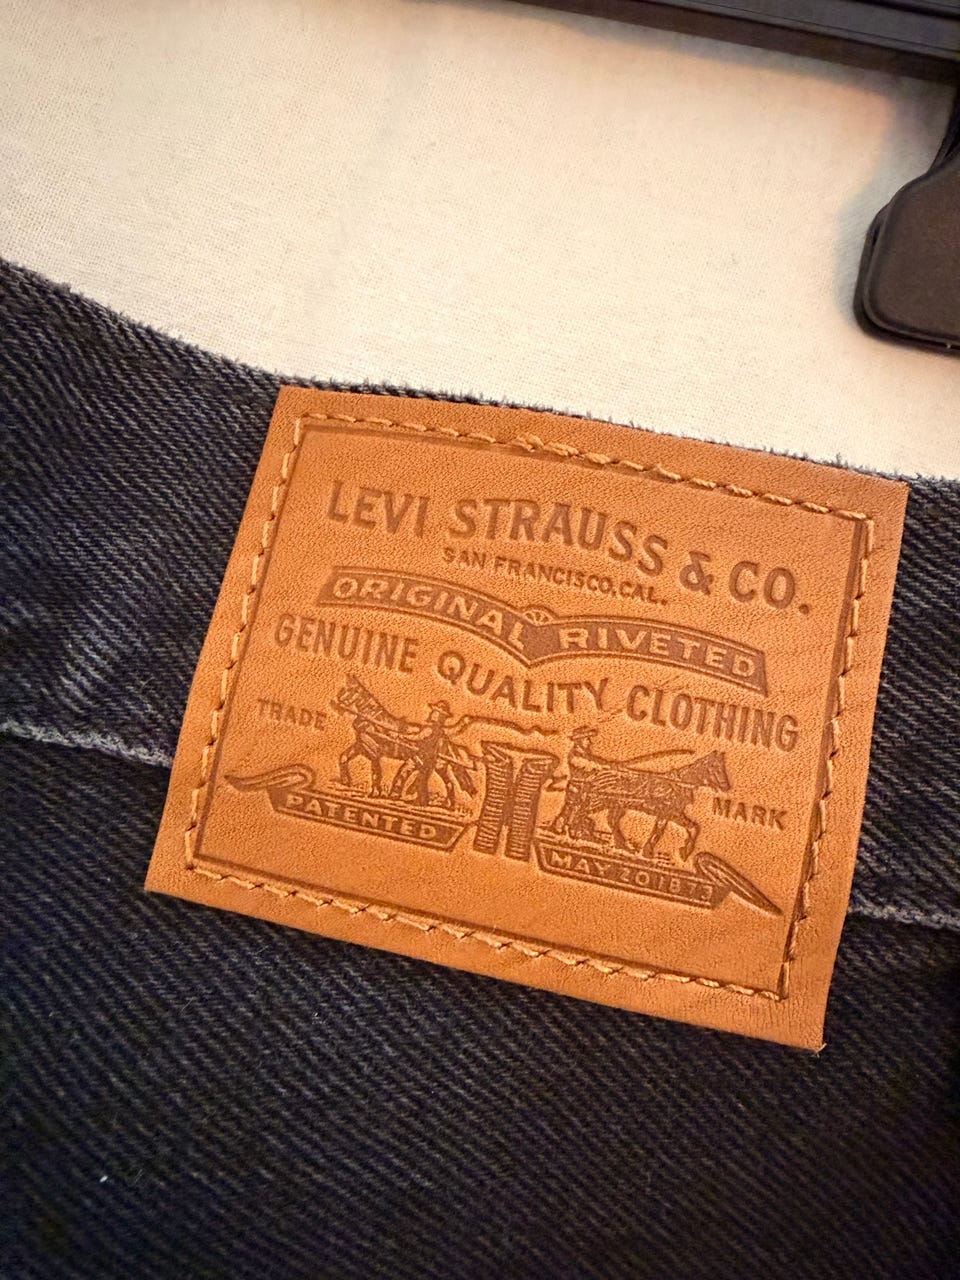 LEVI STRAUSS & CO.
SAN FRANCISCO, CAL.
ORIGINAL RIVETED
GENUINE QUALITY CLOTHING
TRADE MARK
PATENTED MAY 20 1873